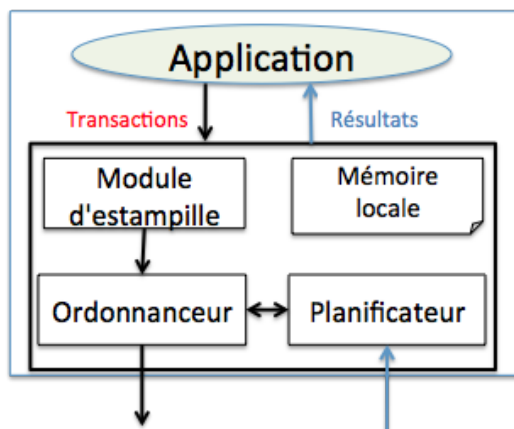 Application
Transactions
Résultats
Module
d'estampille
Mémoire
locale
Ordonnanceur
Planificateur